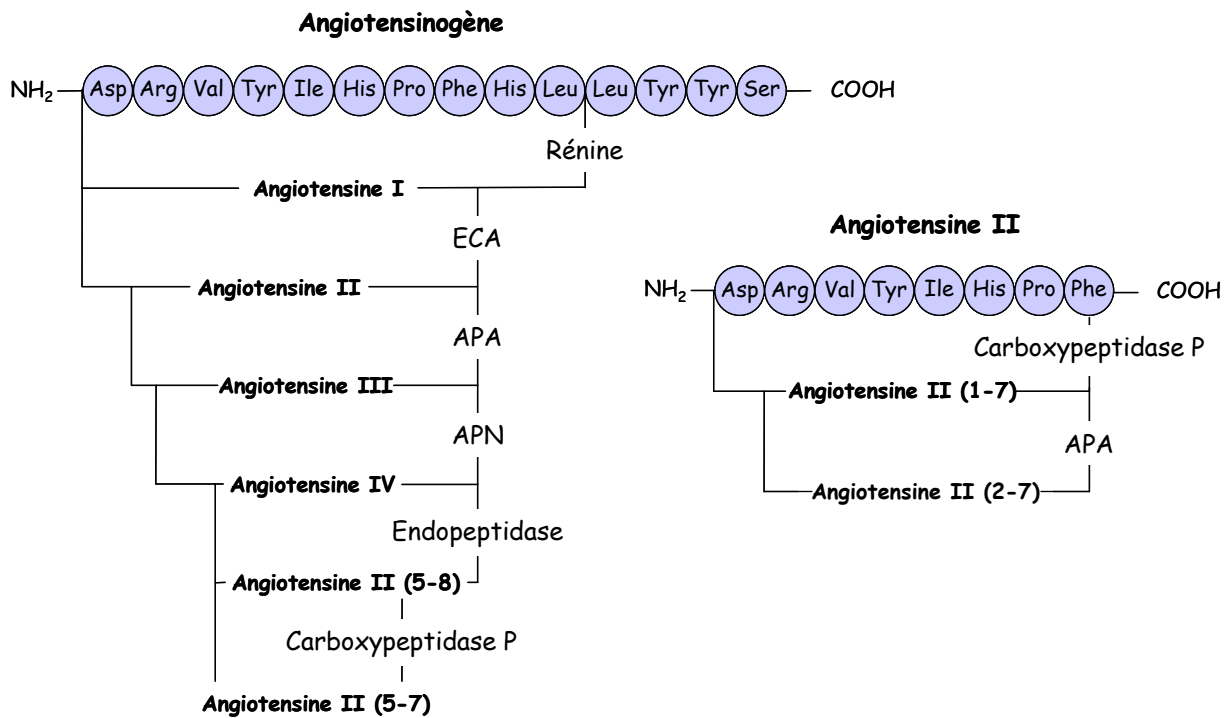 Angiotensinogène
NH2 Asp Arg Val Tyr Ile His Pro Phe His Leu Leu Tyr Tyr Ser COOH
Rénine
Angiotensine I
ECA
Angiotensine II
APA
Angiotensine III
APN
Angiotensine IV
Endopeptidase
Angiotensine II (5-8)
Carboxypeptidase P
Angiotensine II (5-7)
Angiotensine II
NH2 Asp Arg Val Tyr Ile His Pro Phe COOH
Carboxypeptidase P
Angiotensine II (1-7)
APA
Angiotensine II (2-7)